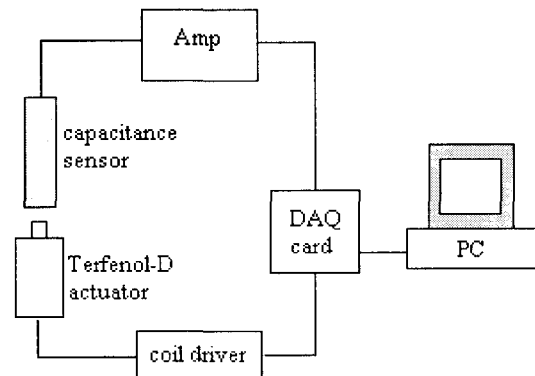 Amp
capacitance
sensor
DAQ
card
PC
Terfenol-D
actuator
coil driver